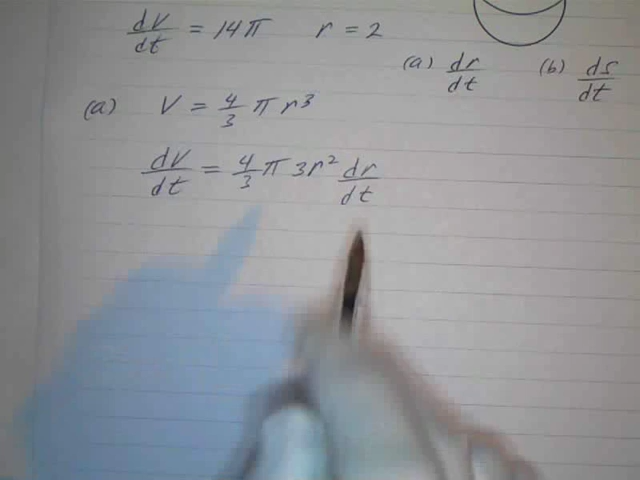 dV/dt = 14π r = 2
(a) dr/dt (b) ds/dt
(a) V = 4/3 π r³
dV/dt = 4/3 π 3r² dr/dt